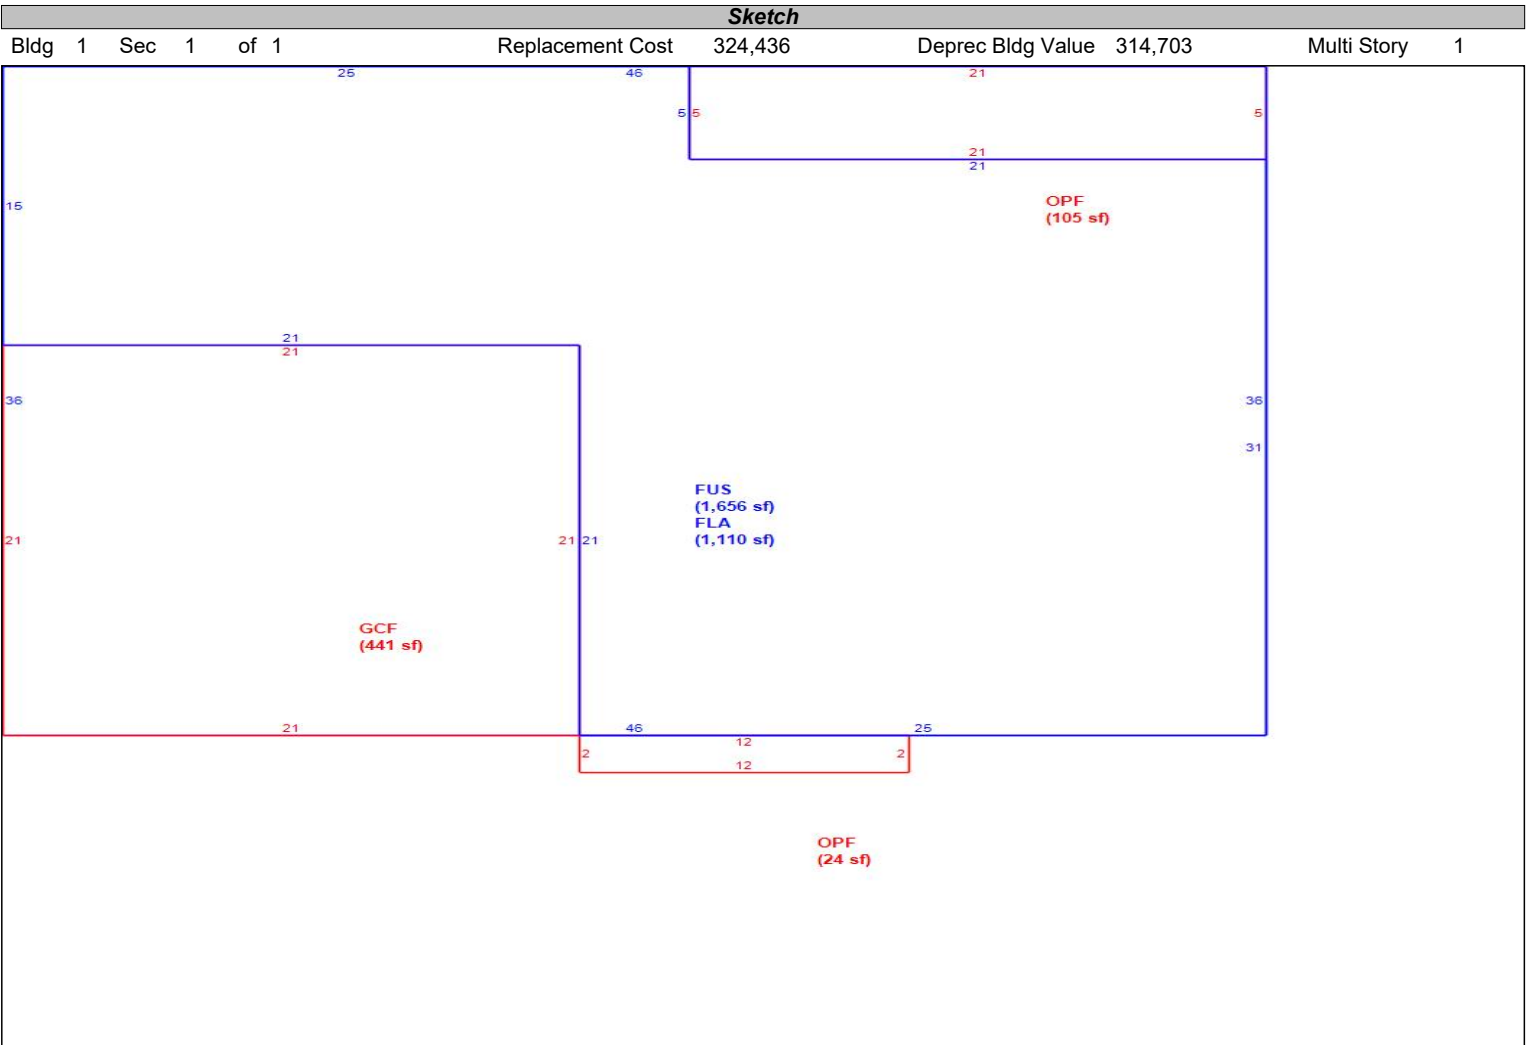 Sketch
Bldg 1 Sec 1 of 1 Replacement Cost 324,436 Deprec Bldg Value 314,703 Multi Story 1
25 46 21
5 5 5
21
21
15
OPF
(105 sf)
21
21
36 36
31
FUS
(1,656 sf)
FLA
(1,110 sf)
21 21 21
GCF
(441 sf)
21 46 25
12
2 2
12
OPF
(24 sf)